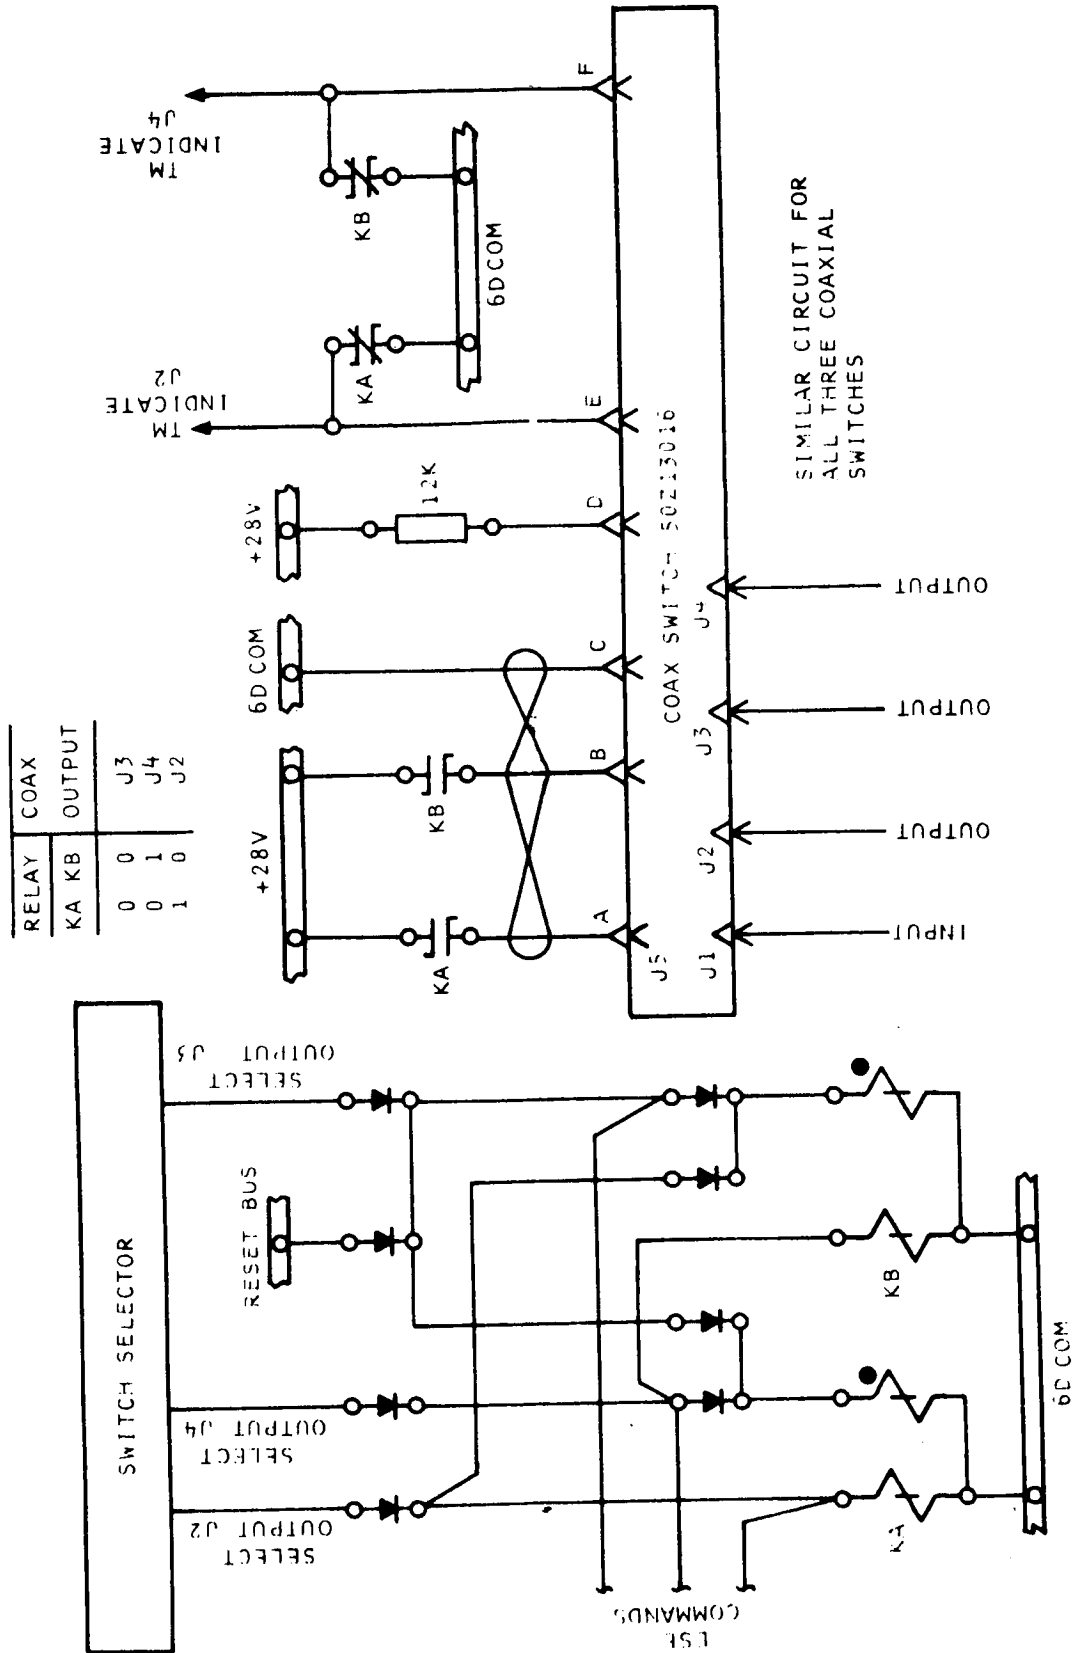 SWITCH SELECTOR
SELECT
OUTPUT J2
SELECT
OUTPUT J4
RESET BUS
SELECT
OUTPUT J3
COMMANDS
KA
KB
6D COM
RELAY COAX
KA KB OUTPUT
0 0 J3
0 1 J4
1 0 J2
+28V
6D COM
+28V
KA
KB
12K
TM
INDICATE
J2
TM
INDICATE
J4
KA
KB
6D COM
A
B
C
D
E
F
J5
COAX SWITCH
J1
J2
J3
J4
INPUT
OUTPUT
OUTPUT
OUTPUT
SIMILAR CIRCUIT FOR
ALL THREE COAXIAL
SWITCHES